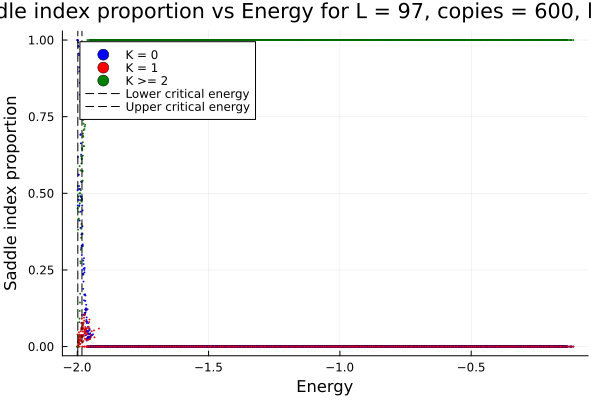 dle index proportion vs Energy for L = 97, copies = 600,
K = 0
K = 1
K >= 2
Lower critical energy
Upper critical energy
Saddle index proportion
1.00
0.75
0.50
0.25
0.00
−2.0 −1.5 −1.0 −0.5
Energy